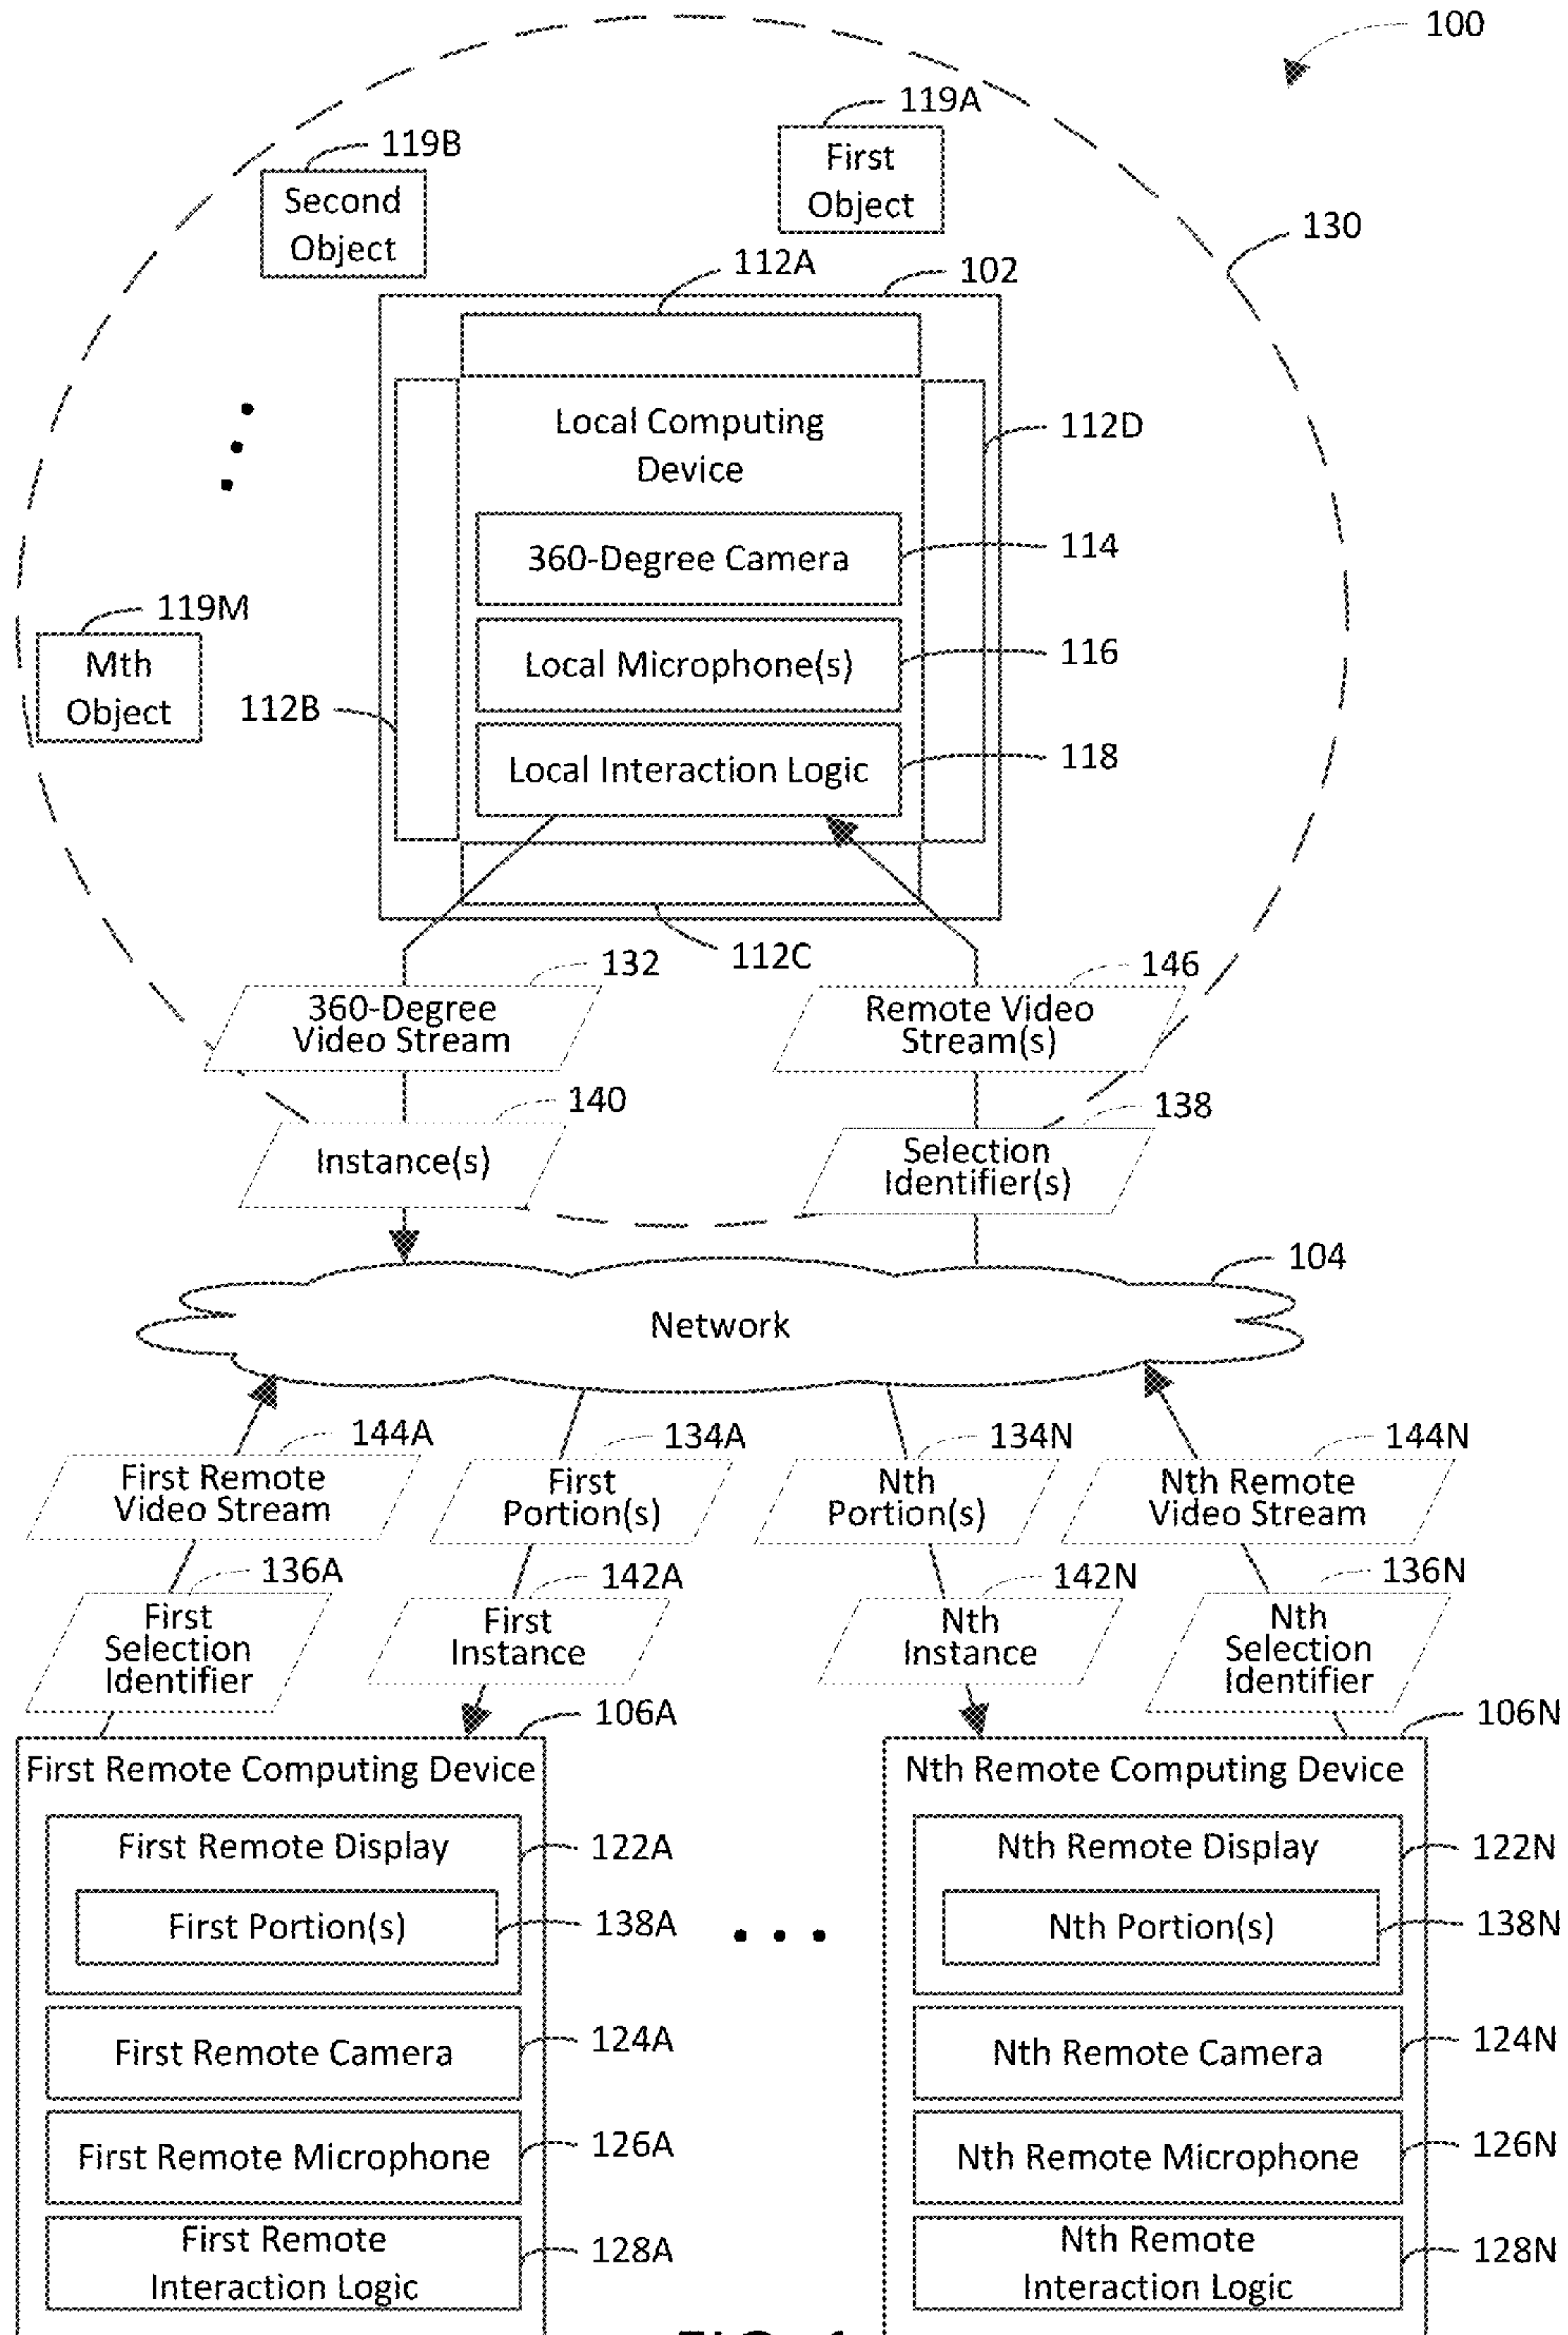 100
119A
First
Object
119B
Second
Object
130
112A
102
Local Computing
Device
112D
360-Degree Camera
114
119M
Mth
Object
Local Microphone(s)
116
112B
Local Interaction Logic
118
112C
132
360-Degree
Video Stream
146
Remote Video
Stream(s)
140
Instance(s)
138
Selection
Identifier(s)
104
Network
144A
First Remote
Video Stream
134A
First
Portion(s)
134N
Nth
Portion(s)
144N
Nth Remote
Video Stream
136A
First
Selection
Identifier
142A
First
Instance
142N
Nth
Instance
136N
Nth
Selection
Identifier
106A
First Remote Computing Device
First Remote Display
122A
First Portion(s)
138A
First Remote Camera
124A
First Remote Microphone
126A
First Remote
Interaction Logic
128A
106N
Nth Remote Computing Device
Nth Remote Display
122N
Nth Portion(s)
138N
Nth Remote Camera
124N
Nth Remote Microphone
126N
Nth Remote
Interaction Logic
128N